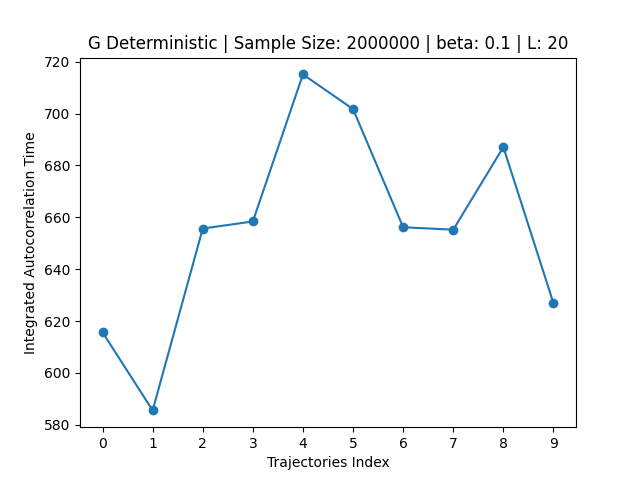 G Deterministic | Sample Size: 2000000 | beta: 0.1 | L: 20
720
700
680
660
640
620
600
580
Integrated Autocorrelation Time
0 1 2 3 4 5 6 7 8 9
Trajectories Index